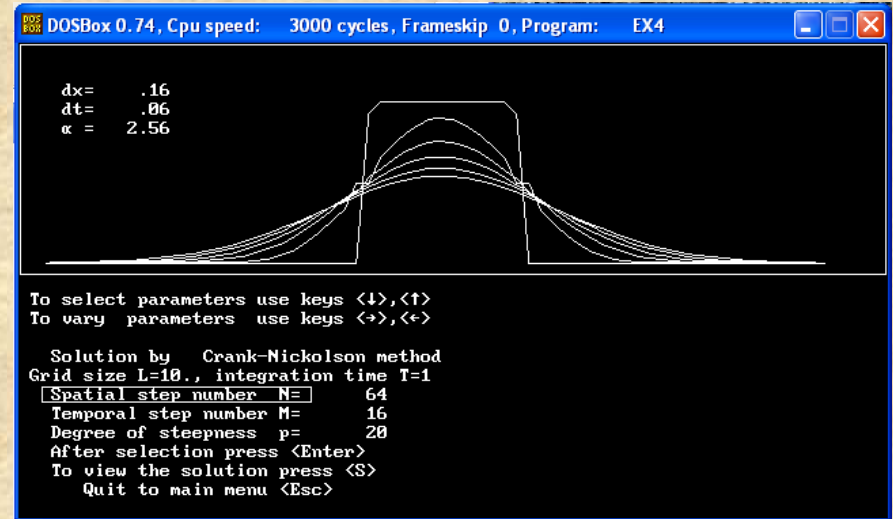 DOS BOX DOSBox 0.74, Cpu speed: 3000 cycles, Frameskip 0, Program: EX4
dx= .16
dt= .06
α = 2.56
To select parameters use keys <↓>,<↑>
To vary parameters use keys <→>,<←>
Solution by Crank-Nickolson method
Grid size L=10., integration time T=1
Spatial step number N= 64
Temporal step number M= 16
Degree of steepness p= 20
After selection press <Enter>
To view the solution press <S>
Quit to main menu <Esc>